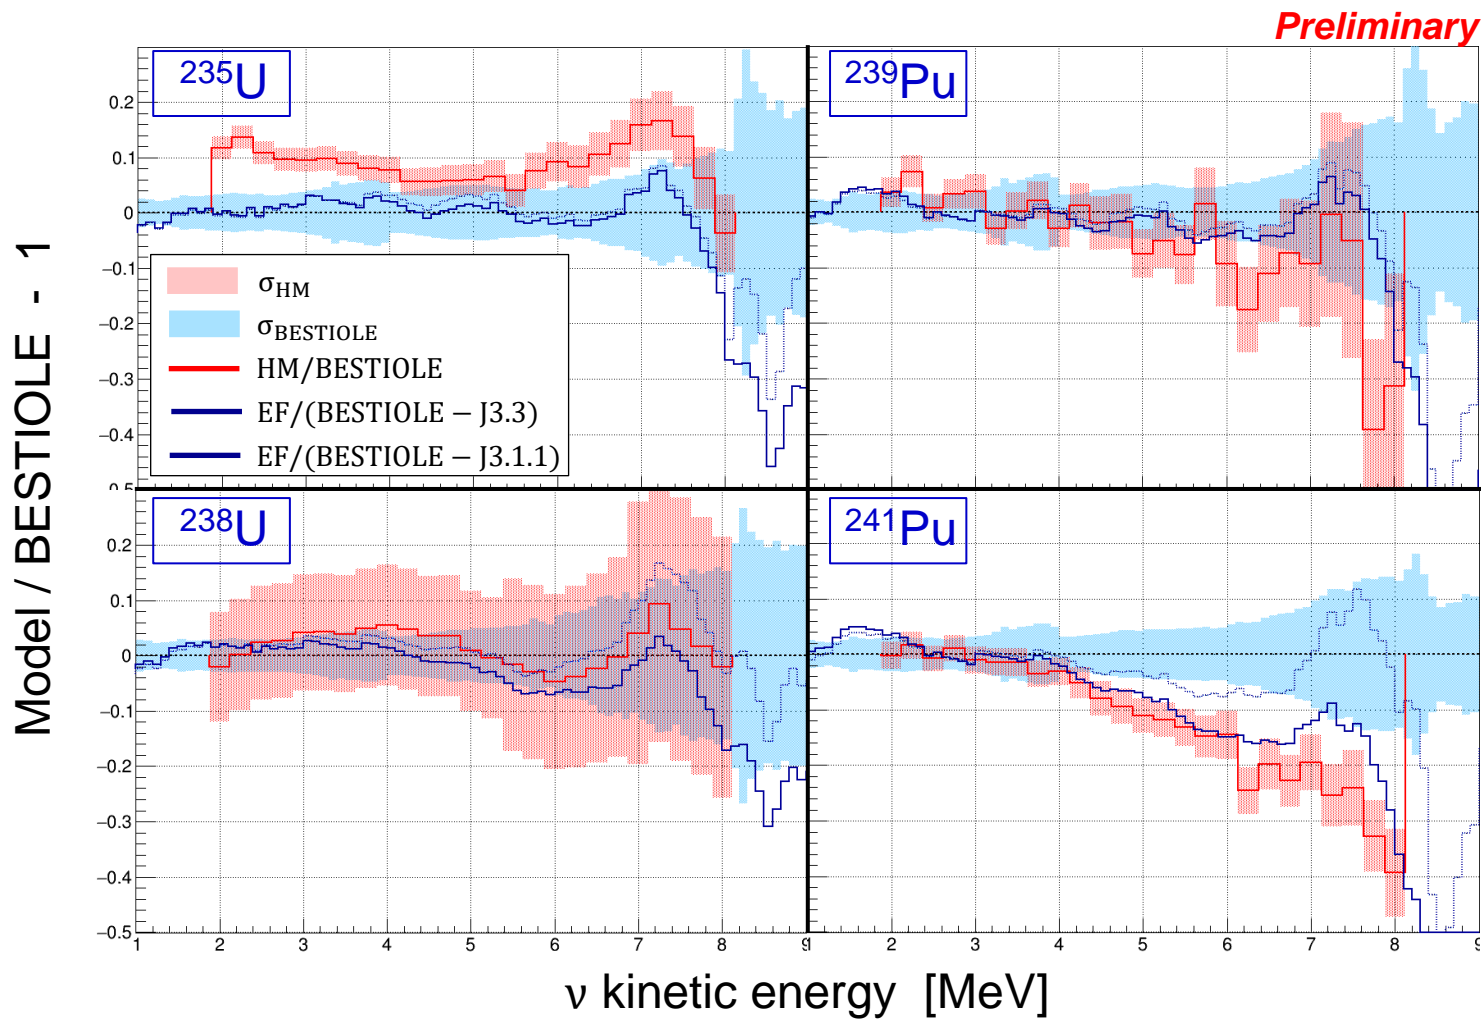 Preliminary
235U
239Pu
0.2
0.1
0
−0.1
−0.2
−0.3
−0.4
σHM
σBESTIOLE
HM/BESTIOLE
EF/(BESTIOLE − J3.3)
EF/(BESTIOLE − J3.1.1)
Model / BESTIOLE - 1
238U
241Pu
0.2
0.1
0
−0.1
−0.2
−0.3
−0.4
−0.5
1 2 3 4 5 6 7 8
2 3 4 5 6 7 8 9
ν kinetic energy [MeV]